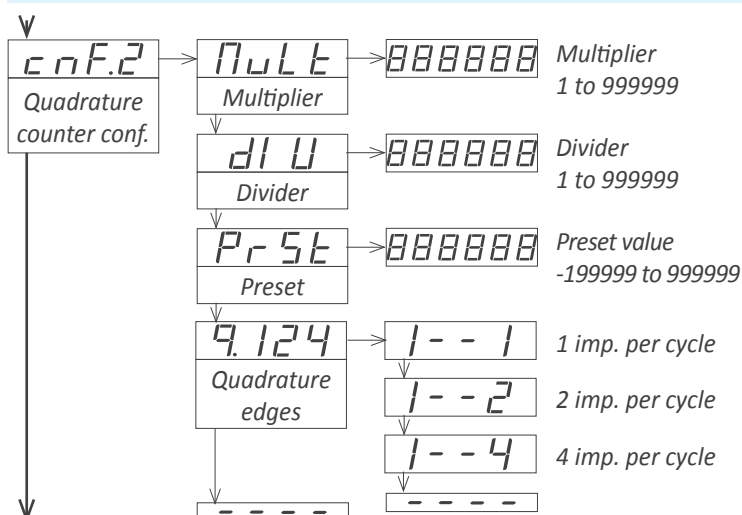 cnF.2
Quadrature
counter conf.
MuLt
Multiplier
888888
Multiplier
1 to 999999
dI V
Divider
888888
Divider
1 to 999999
PrSt
Preset
888888
Preset value
-199999 to 999999
q.124
Quadrature
edges
1--1
1 imp. per cycle
1--2
2 imp. per cycle
1--4
4 imp. per cycle
----
----